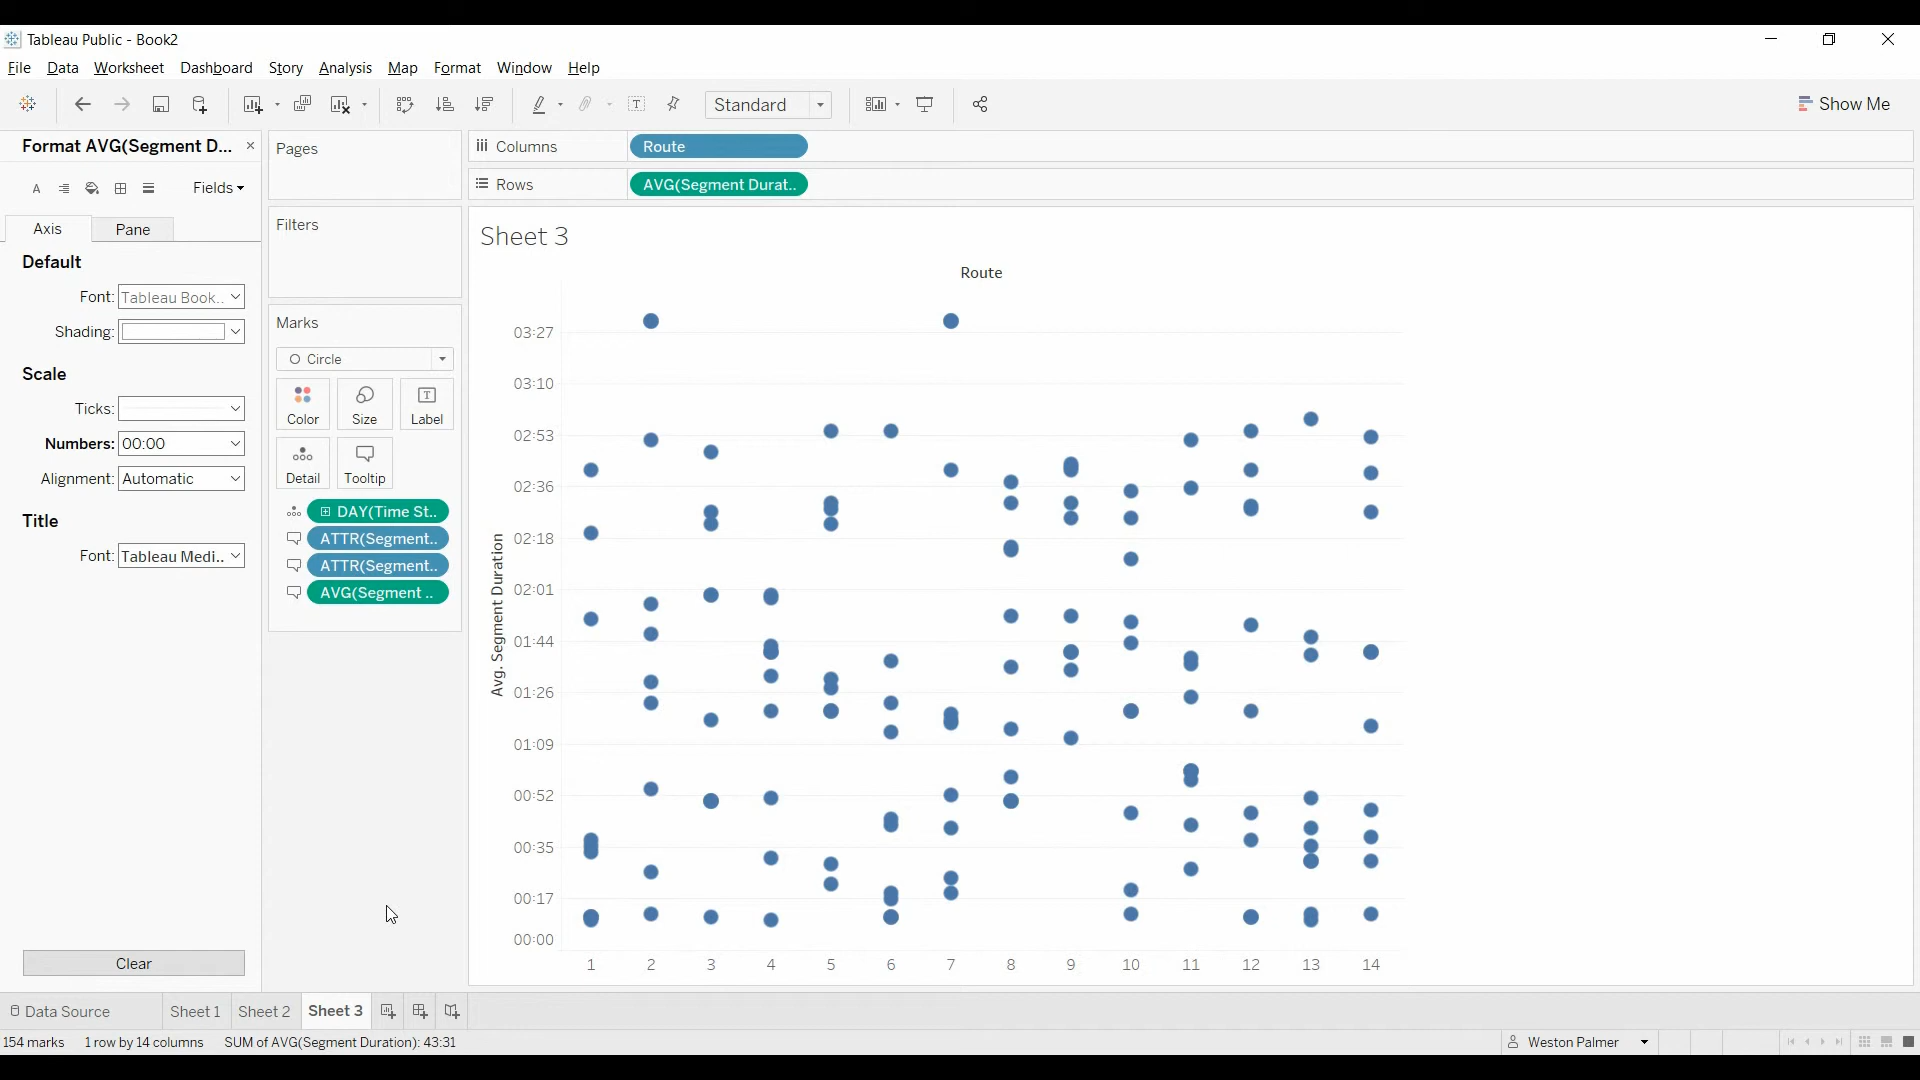 Tableau Public - Book2
File Data Worksheet Dashboard Story Analysis Map Format Window Help
Standard
Show Me
Format AVG(Segment D...
Fields
Axis
Pane
Default
Font: Tableau Book..
Shading:
Scale
Ticks:
Numbers: 00:00
Alignment: Automatic
Title
Font: Tableau Medi..
Clear
Pages
Filters
Marks
Circle
Color
Size
Label
Detail
Tooltip
DAY(Time St..
ATTR(Segment..
ATTR(Segment..
AVG(Segment ..
Columns
Route
Rows
AVG(Segment Durat..
Sheet 3
Route
Avg. Segment Duration
03:27
03:10
02:53
02:36
02:18
02:01
01:44
01:26
01:09
00:52
00:35
00:17
00:00
1 2 3 4 5 6 7 8 9 10 11 12 13 14
Data Source
Sheet 1
Sheet 2
Sheet 3
154 marks 1 row by 14 columns SUM of AVG(Segment Duration): 43:31
Weston Palmer